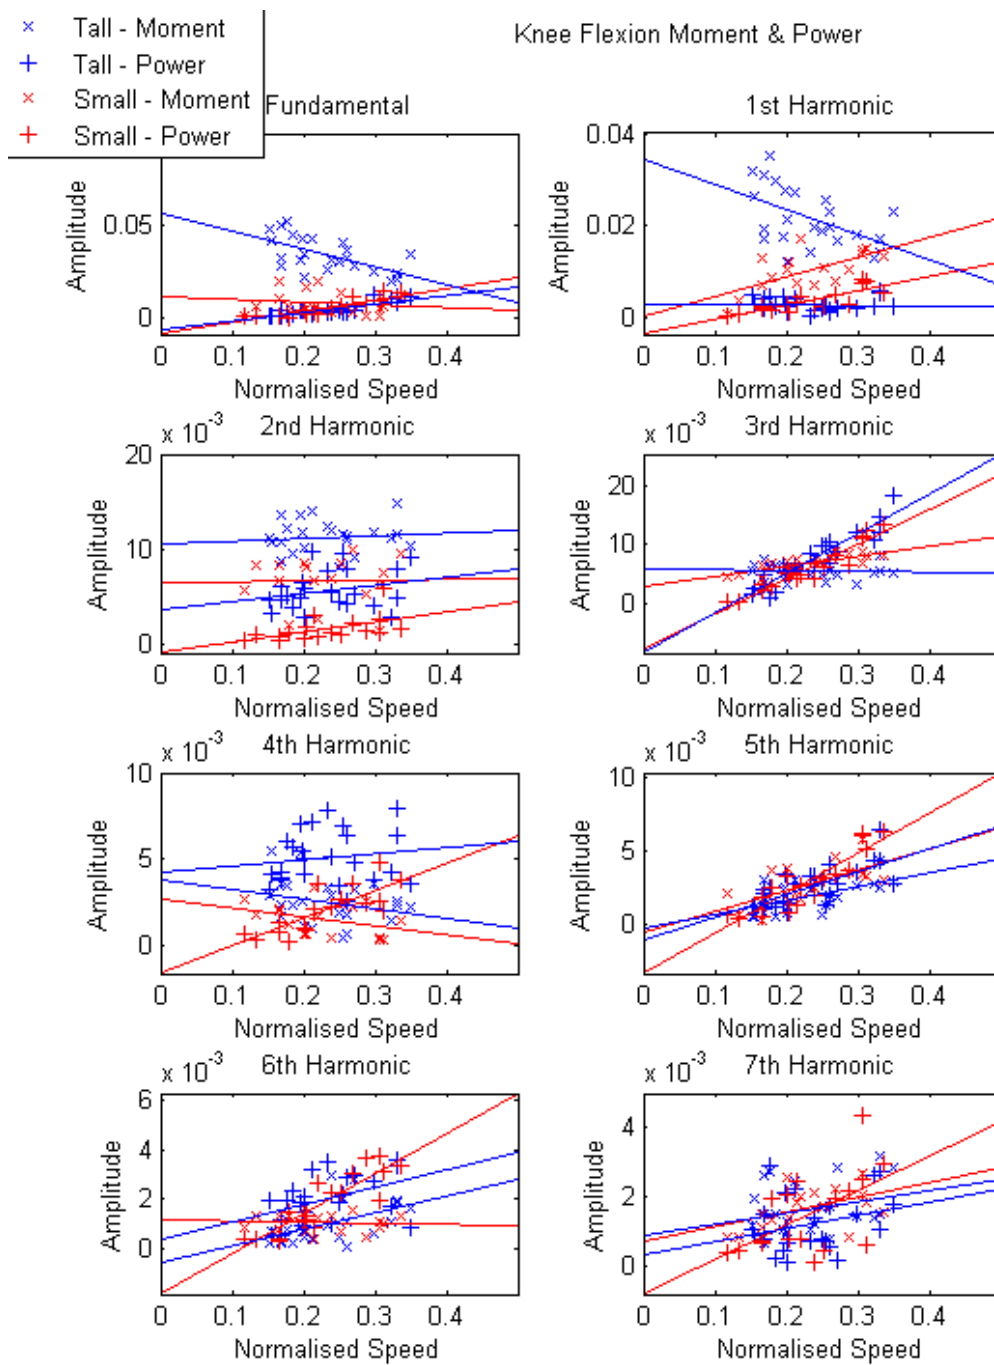 Tall - Moment
Tall - Power
Small - Moment
Small - Power
Knee Flexion Moment & Power
Fundamental
0.05
0
Amplitude
0 0.1 0.2 0.3 0.4
Normalised Speed
1st Harmonic
0.04
0.02
0
Amplitude
0 0.1 0.2 0.3 0.4
Normalised Speed
x 10⁻³ 2nd Harmonic
20
10
0
Amplitude
0 0.1 0.2 0.3 0.4
Normalised Speed
x 10⁻³ 3rd Harmonic
20
10
0
Amplitude
0 0.1 0.2 0.3 0.4
Normalised Speed
x 10⁻³ 4th Harmonic
10
5
0
Amplitude
0 0.1 0.2 0.3 0.4
Normalised Speed
x 10⁻³ 5th Harmonic
10
5
0
Amplitude
0 0.1 0.2 0.3 0.4
Normalised Speed
x 10⁻³ 6th Harmonic
6
4
2
0
Amplitude
0 0.1 0.2 0.3 0.4
Normalised Speed
x 10⁻³ 7th Harmonic
4
2
0
Amplitude
0 0.1 0.2 0.3 0.4
Normalised Speed